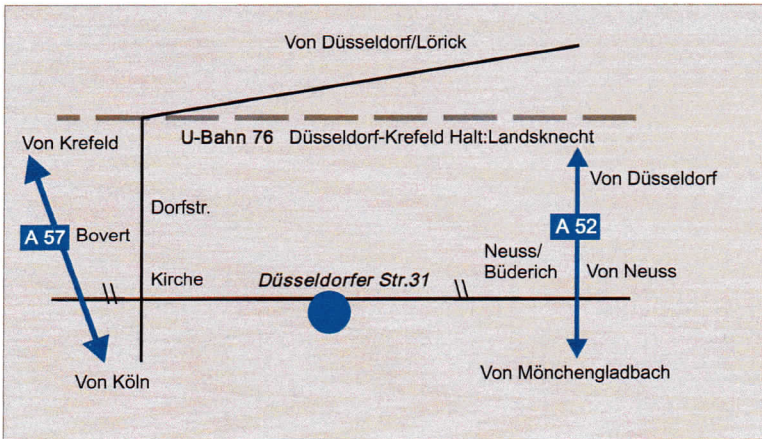 Von Düsseldorf/Lörick
U-Bahn 76 Düsseldorf-Krefeld Halt:Landsknecht
Von Krefeld
Von Düsseldorf
Dorfstr.
A 57
Bovert
A 52
Neuss/
Büderich
Von Neuss
Kirche
Düsseldorfer Str.31
Von Köln
Von Mönchengladbach